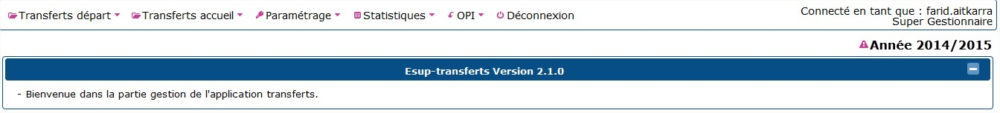 Transferts départ Transferts accueil Paramétrage Statistiques OPI Déconnexion
Connecté en tant que : farid.aitkarra
Super Gestionnaire
Année 2014/2015
Esup-transferts Version 2.1.0
- Bienvenue dans la partie gestion de l'application transferts.